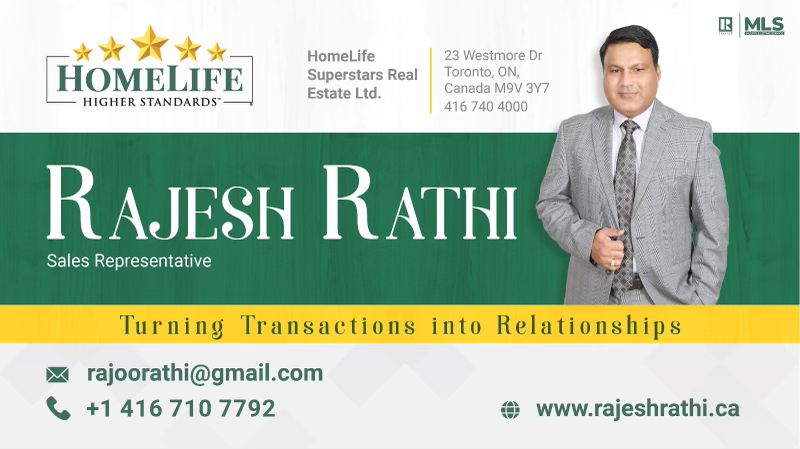 HOMELIFE
HIGHER STANDARDS™
HomeLife
Superstars Real
Estate Ltd.
23 Westmore Dr
Toronto, ON,
Canada M9V 3Y7
416 740 4000
R
MLS
RAJESH RATHI
Sales Representative
Turning Transactions into Relationships
rajoorathi@gmail.com
+1 416 710 7792
www.rajeshrathi.ca